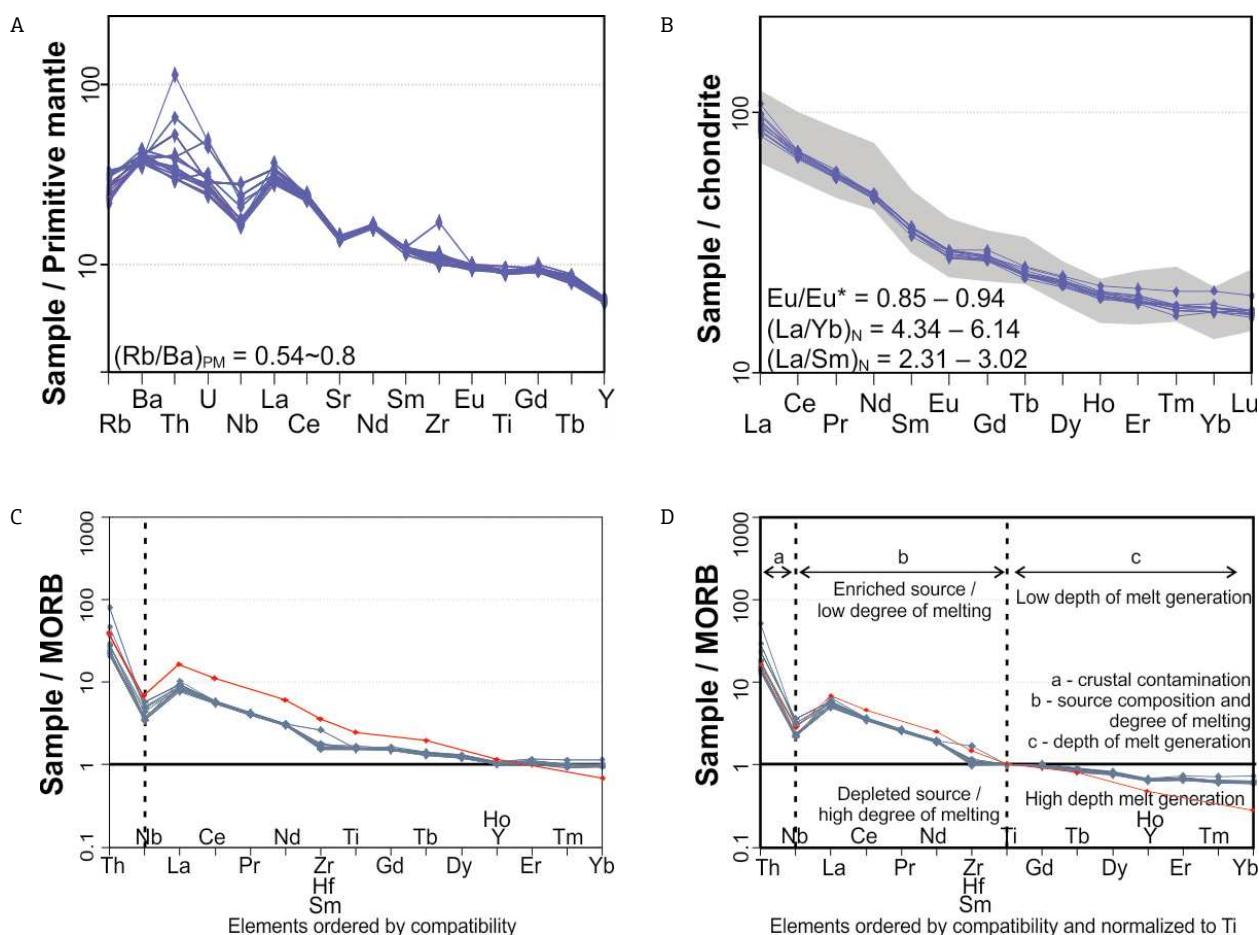 A
Sample / Primitive mantle
100
10
(Rb/Ba)PM = 0.54~0.8
Ba U La Sr Sm Eu Gd Y
Rb Th Nb Ce Nd Zr Ti Tb
B
Sample / chondrite
100
10
Eu/Eu* = 0.85 – 0.94
(La/Yb)N = 4.34 – 6.14
(La/Sm)N = 2.31 – 3.02
Ce Nd Eu Tb Ho Tm Lu
La Pr Sm Gd Dy Er Yb
C
Sample / MORB
1000
100
10
1
0.1
Ho
Nb Ce Nd Ti Tb Y Tm
Th La Pr Zr Gd Dy Er Yb
Hf
Sm
Elements ordered by compatibility
D
Sample / MORB
1000
100
10
1
0.1
a b c
Enriched source /
low degree of melting
Low depth of melt generation
a - crustal contamination
b - source composition and
degree of melting
c - depth of melt generation
Depleted source /
high degree of melting
High depth melt generation
Ho
Nb Ce Nd Ti Tb Y Tm
Th La Pr Zr Gd Dy Er Yb
Hf
Sm
Elements ordered by compatibility and normalized to Ti